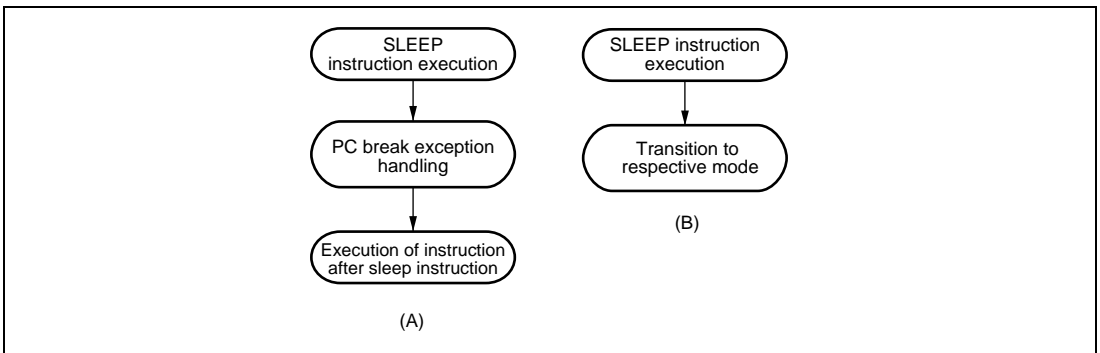 SLEEP
instruction execution
PC break exception
handling
Execution of instruction
after sleep instruction
(A)
SLEEP instruction
execution
Transition to
respective mode
(B)